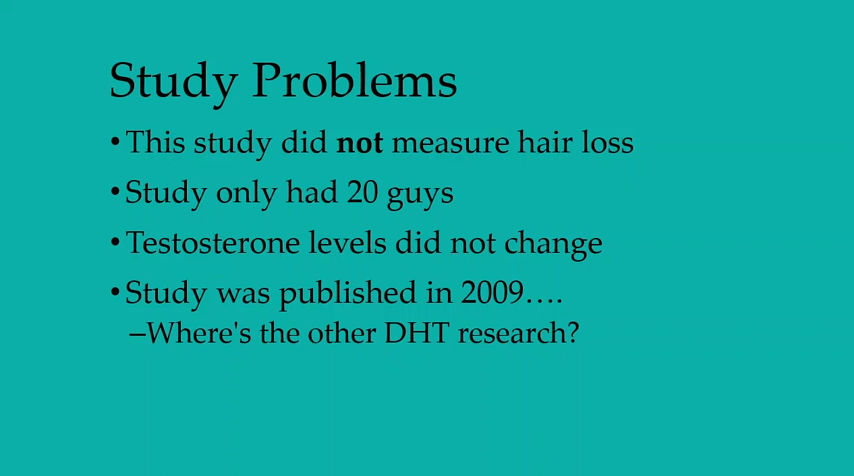 Study Problems
•This study did not measure hair loss
•Study only had 20 guys
•Testosterone levels did not change
•Study was published in 2009….
–Where's the other DHT research?